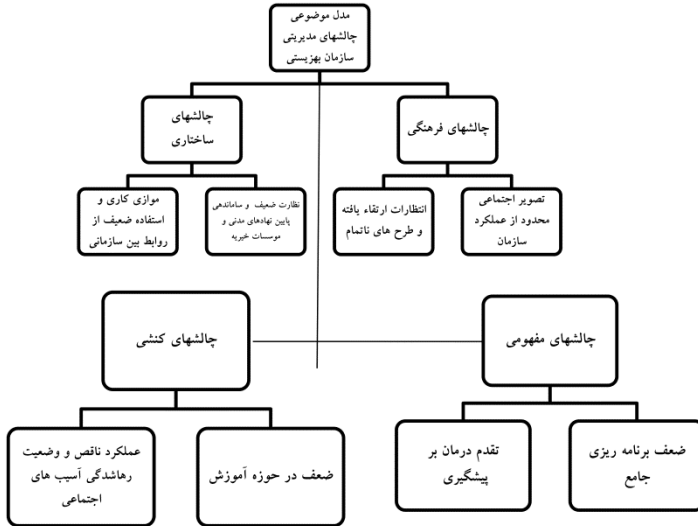 مدل موضوعی
چالشهای مدیریتی
سازمان بهزیستی
چالشهای فرهنگی
چالشهای
ساختاری
تصویر اجتماعی
محدود از عملکرد
سازمان
انتظارات ارتقاء یافته
و طرح های ناتمام
نظارت ضعیف و ساماندهی
پایین نهادهای مدنی و
موسسات خیریه
موازی کاری و
استفاده ضعیف از
روابط بین سازمانی
چالشهای مفهومی
چالشهای کنشی
ضعف برنامه ریزی
جامع
تقدم درمان بر
پیشگیری
ضعف در حوزه آموزش
عملکرد ناقص و وضعیت
رهاشدگی آسیب های
اجتماعی